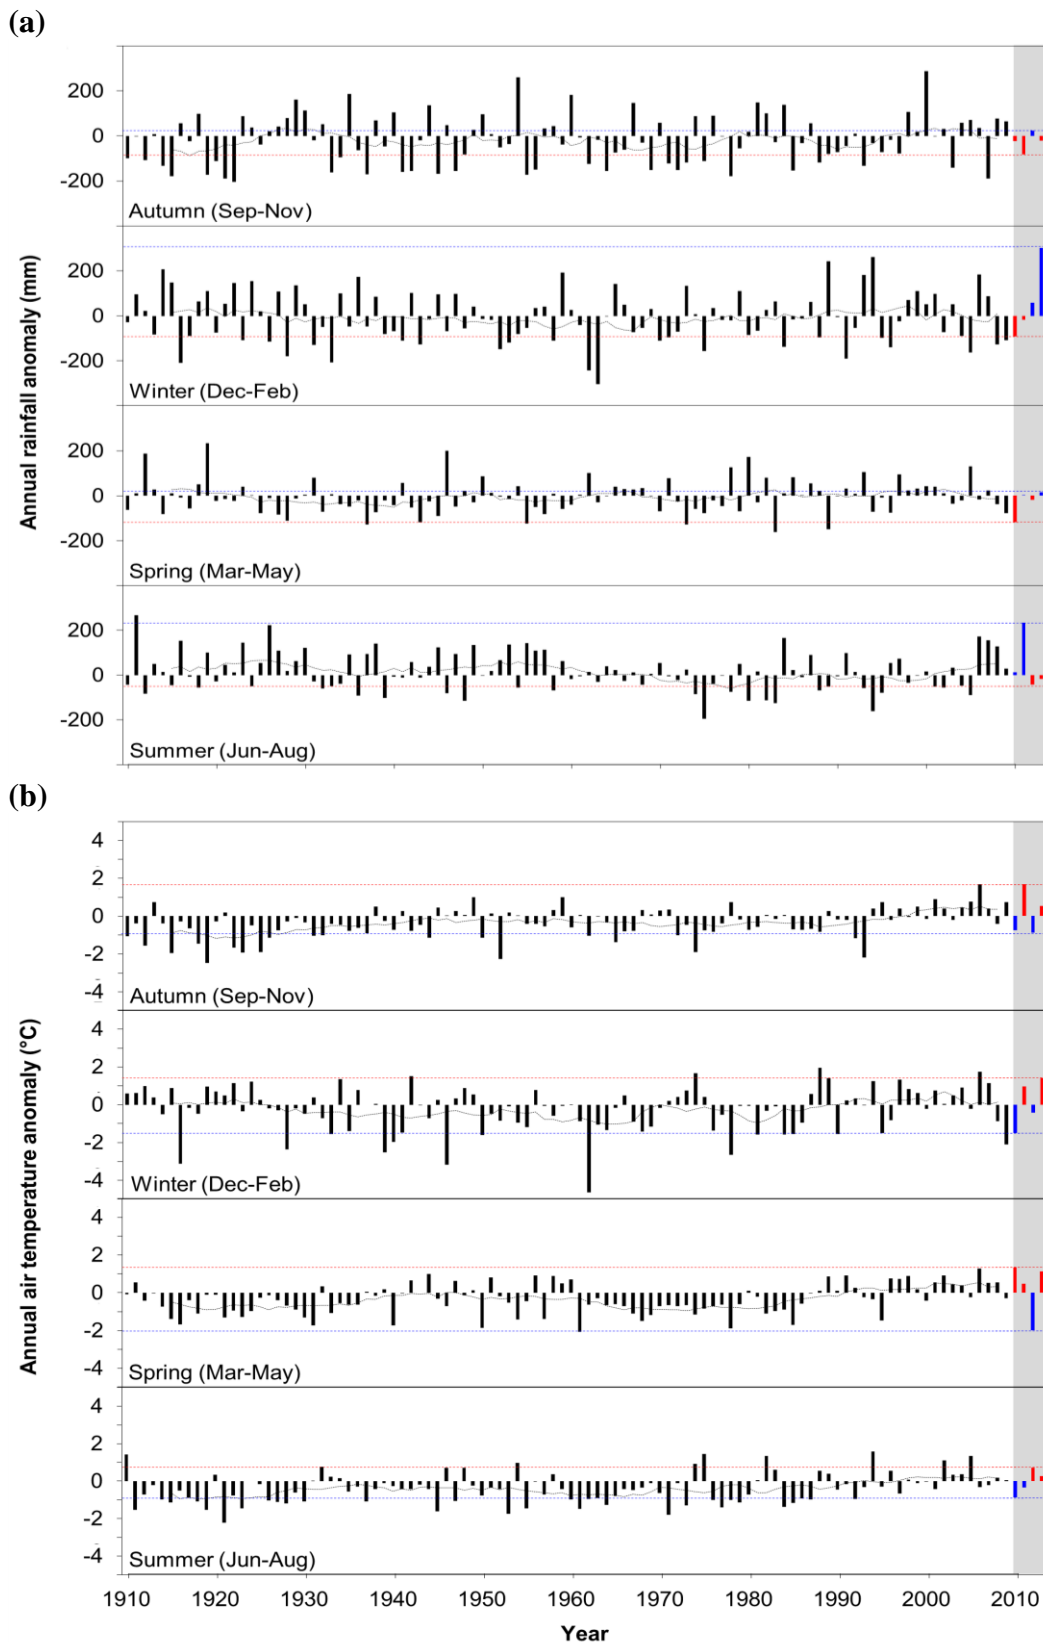 (a)
Annual rainfall anomaly (mm)
200
0
-200
Autumn (Sep-Nov)
200
0
-200
Winter (Dec-Feb)
200
0
-200
Spring (Mar-May)
200
0
-200
Summer (Jun-Aug)
(b)
Annual air temperature anomaly (°C)
4
2
0
-2
-4
Autumn (Sep-Nov)
4
2
0
-2
-4
Winter (Dec-Feb)
4
2
0
-2
-4
Spring (Mar-May)
4
2
0
-2
-4
Summer (Jun-Aug)
1910 1920 1930 1940 1950 1960 1970 1980 1990 2000 2010
Year